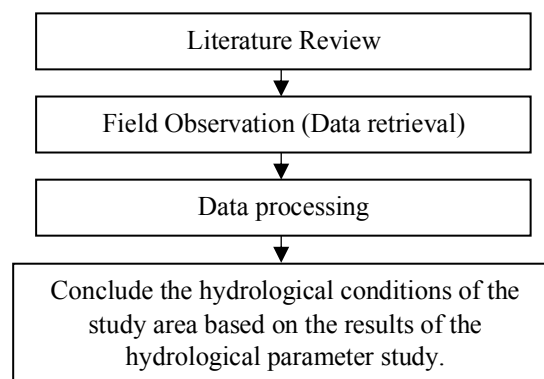 Literature Review
Field Observation (Data retrieval)
Data processing
Conclude the hydrological conditions of the
study area based on the results of the
hydrological parameter study.